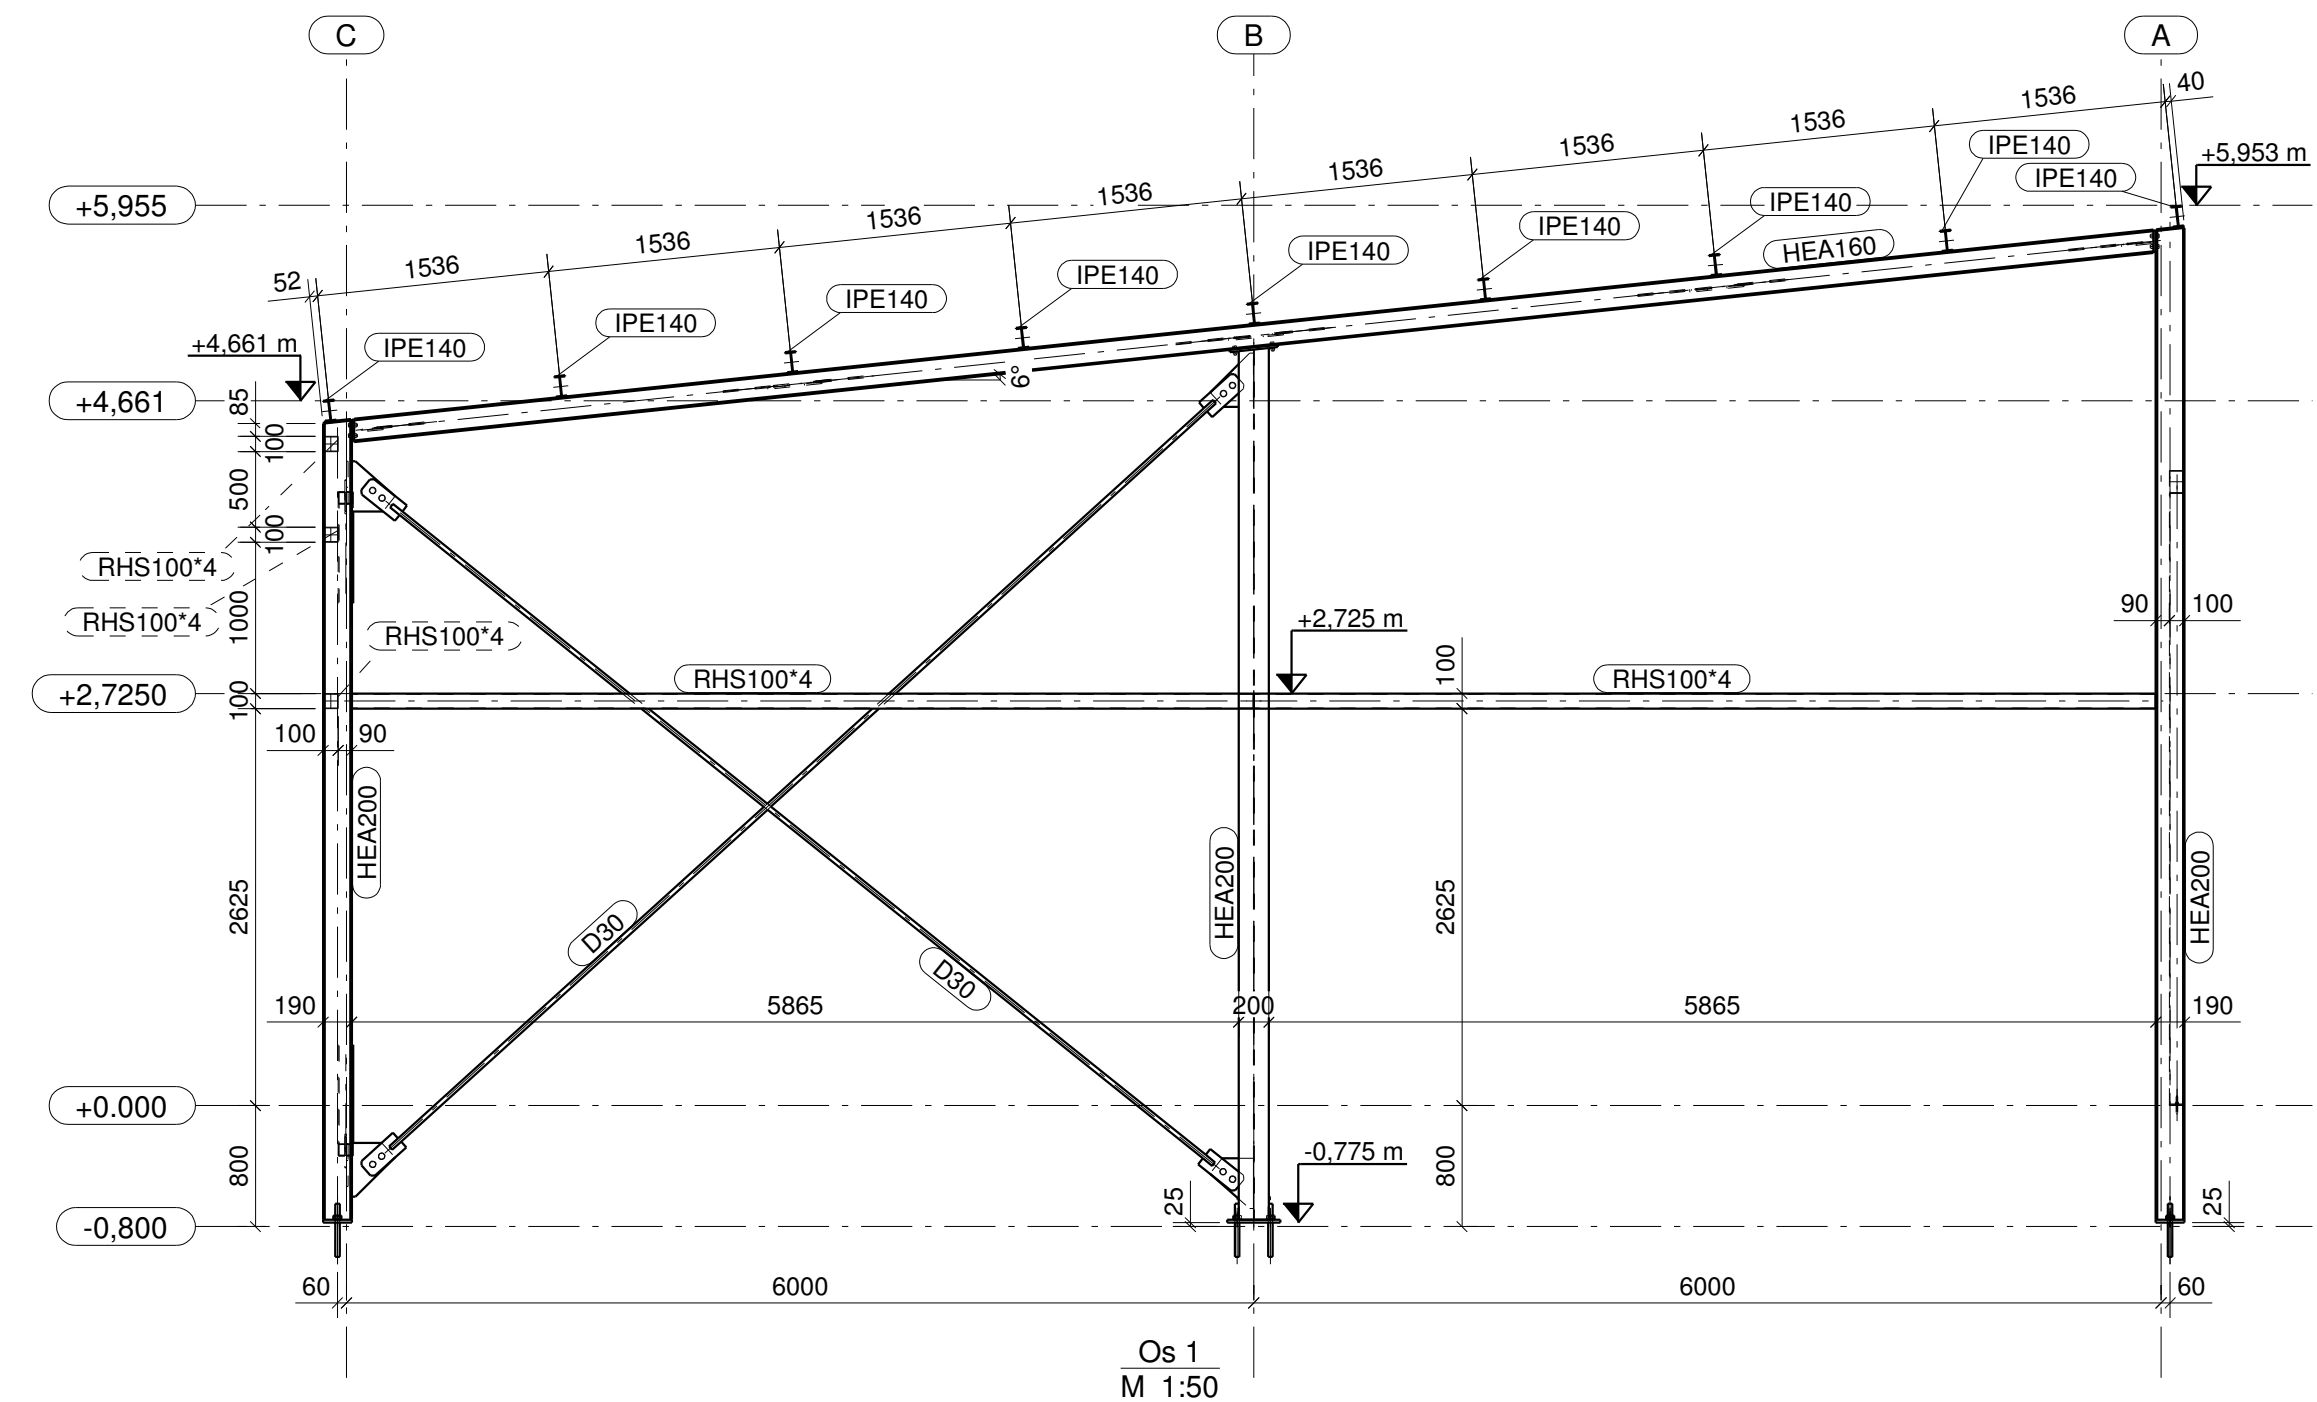 C
B
A
40
1536
1536
1536
1536
1536
1536
1536
1536
52
IPE140
IPE140
+5,953 m
+5,955
IPE140
IPE140
HEA160
IPE140
IPE140
IPE140
IPE140
IPE140
+4,661 m
+4,661
6°
85
100
500
100
RHS100*4
RHS100*4
1000
RHS100*4
+2,725 m
90
100
100
RHS100*4
RHS100*4
+2,7250
100
100
90
HEA200
HEA200
HEA200
2625
2625
D30
D30
190
5865
200
5865
190
+0.000
800
800
-0,775 m
25
25
-0,800
60
6000
6000
60
Os 1
M 1:50